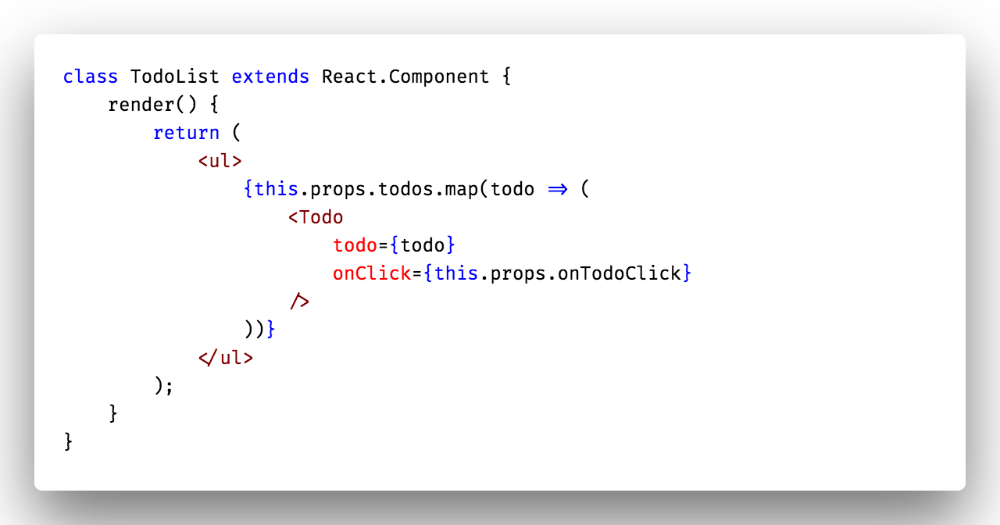 class TodoList extends React.Component {
    render() {
        return (
            <ul>
                {this.props.todos.map(todo => (
                    <Todo
                        todo={todo}
                        onClick={this.props.onTodoClick}
                    />
                ))}
            </ul>
        );
    }
}